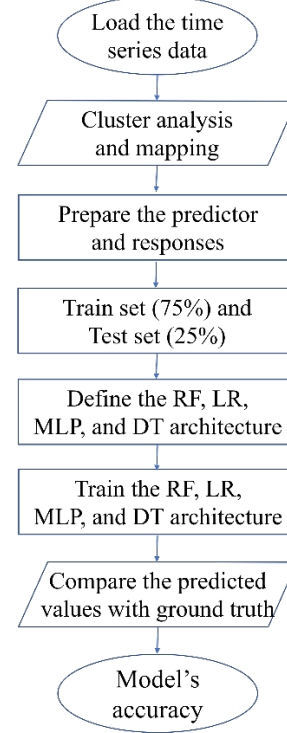 Load the time
series data
Cluster analysis
and mapping
Prepare the predictor
and responses
Train set (75%) and
Test set (25%)
Define the RF, LR,
MLP, and DT architecture
Train the RF, LR,
MLP, and DT architecture
Compare the predicted
values with ground truth
Model’s
accuracy